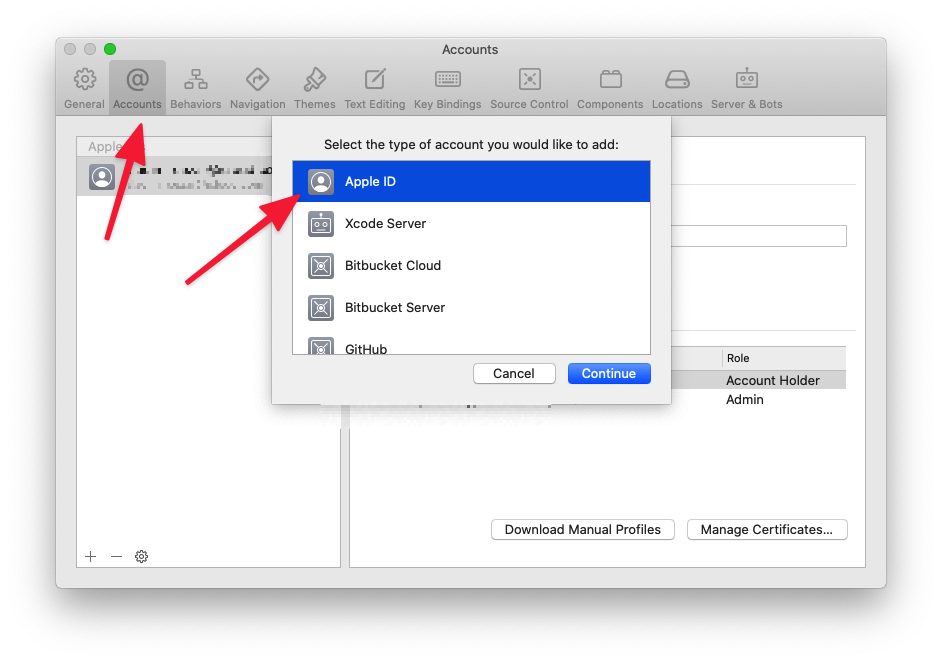 Accounts
General Accounts Behaviors Navigation Themes Text Editing Key Bindings Source Control Components Locations Server & Bots
Apple
Select the type of account you would like to add:
Apple ID
Xcode Server
Bitbucket Cloud
Bitbucket Server
GitHub
Cancel Continue
Role
Account Holder
Admin
Download Manual Profiles Manage Certificates...